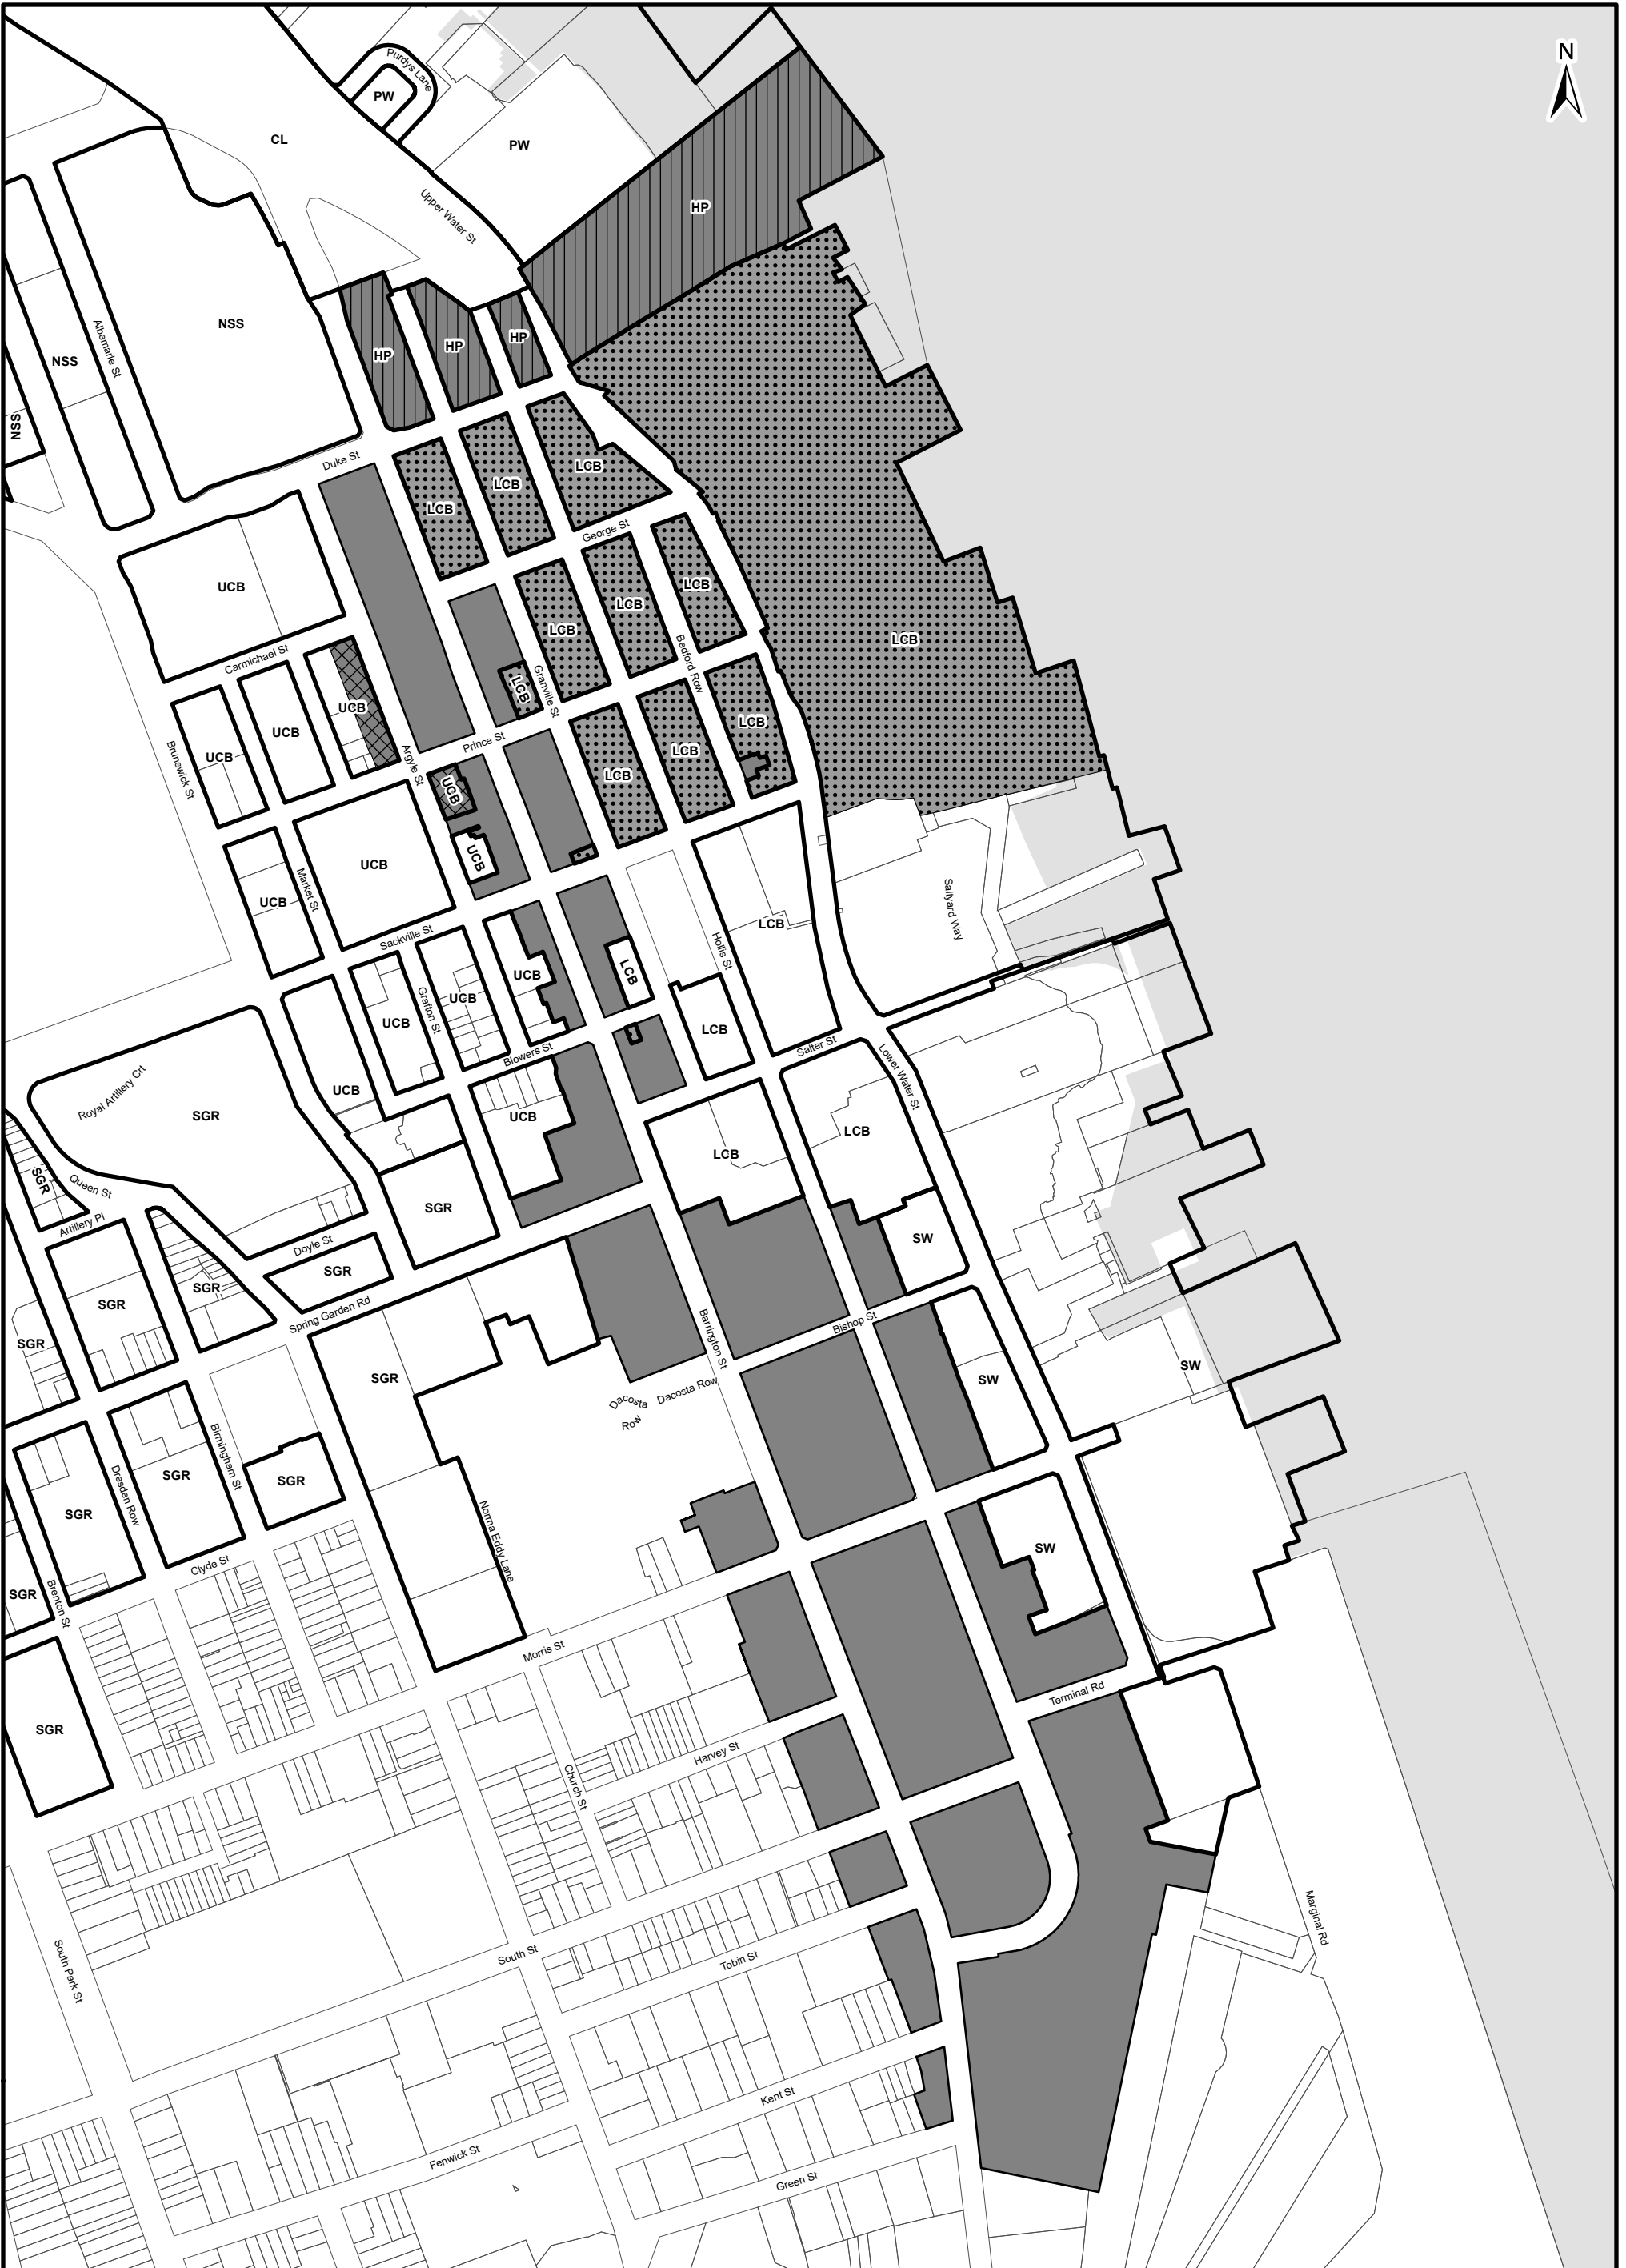 N
Purdys Lane
PW
CL
PW
Upper Water St
HP
NSS
Albemarle St
NSS
NSS
HP
HP
HP
Duke St
LCB
LCB
LCB
George St
UCB
LCB
LCB
LCB
LCB
Carmichael St
Bedford Row
Granville St
LCB
UCB
UCB
UCB
Prince St
LCB
LCB
LCB
Brunswick St
Argyle St
UCB
UCB
UCB
Market St
UCB
Sackville St
Hollis St
LCB
Saltyard Way
UCB
UCB
UCB
Grafton St
LCB
LCB
Blowers St
Salter St
Lower Water St
UCB
UCB
Royal Artillery Crt
SGR
LCB
LCB
SGR
Queen St
Artillery Pl
SGR
Doyle St
SW
SGR
SGR
SGR
Spring Garden Rd
SGR
Bishop St
Barrington St
SGR
SW
SW
Dacosta Row
Dacosta
Row
Birmingham St
SGR
SGR
Dresden Row
SGR
Norma Eddy Lane
SW
Clyde St
SGR
Brenton St
Morris St
Terminal Rd
SGR
Harvey St
Church St
Marginal Rd
South Park St
South St
Tobin St
Kent St
Fenwick St
Green St